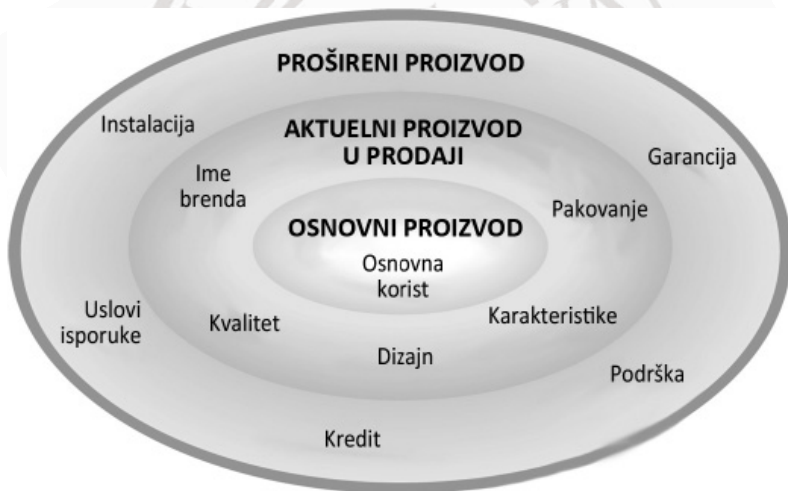 PROŠIRENI PROIZVOD
Instalacija
AKTUELNI PROIZVOD
U PRODAJI
Garancija
Ime
brenda
Pakovanje
OSNOVNI PROIZVOD
Osnovna
korist
Uslovi
isporuke
Kvalitet
Karakteristike
Dizajn
Podrška
Kredit